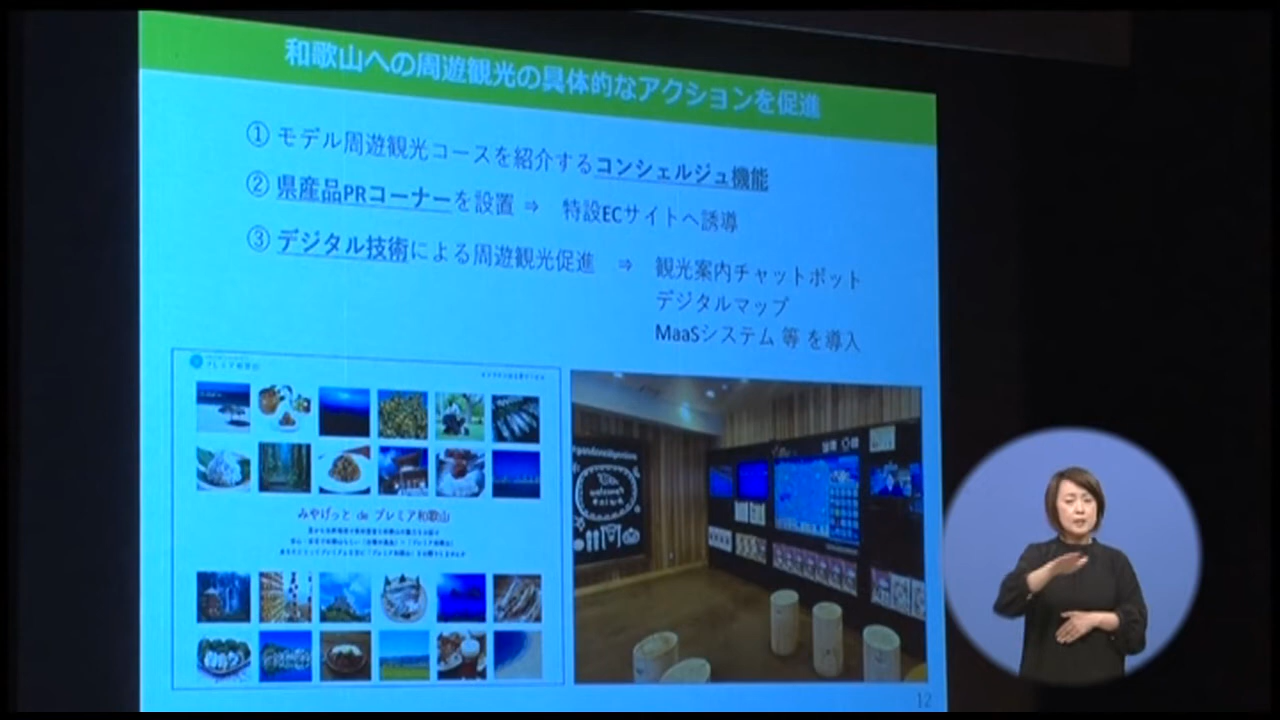 和歌山への周遊観光の具体的なアクションを促進
① モデル周遊観光コースを紹介するコンシェルジュ機能
② 県産品PRコーナーを設置 ⇒ 特設ECサイトへ誘導
③ デジタル技術による周遊観光促進 ⇒ 観光案内チャットボット
デジタルマップ
MaaSシステム 等 を導入
プレミア和歌山
みやげっと de プレミア和歌山
12